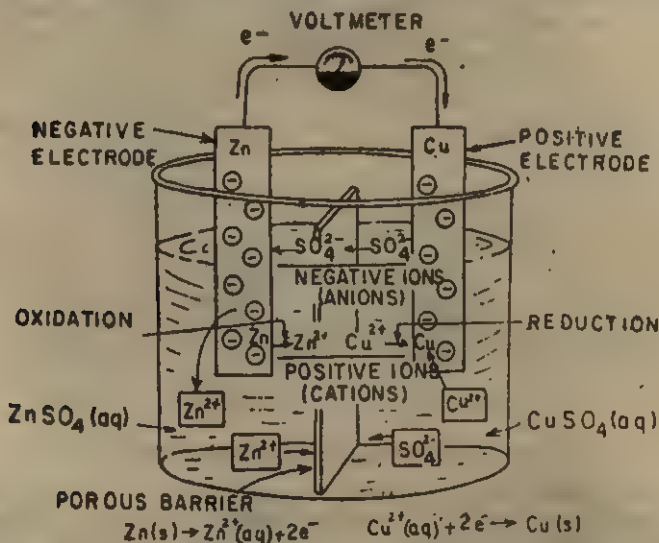 VOLTMETER
e⁻ e⁻
NEGATIVE ELECTRODE
Zn Cu
POSITIVE ELECTRODE
SO₄²⁻ SO₄²⁻
NEGATIVE IONS
(ANIONS)
OXIDATION
Zn Zn²⁺ Cu²⁺ Cu
REDUCTION
POSITIVE IONS
(CATIONS)
Zn²⁺ Cu²⁺
ZnSO₄(aq) CuSO₄(aq)
Zn²⁺ SO₄²⁻
POROUS BARRIER
Zn(s) → Zn²⁺(aq) + 2e⁻ Cu²⁺(aq) + 2e⁻ → Cu(s)